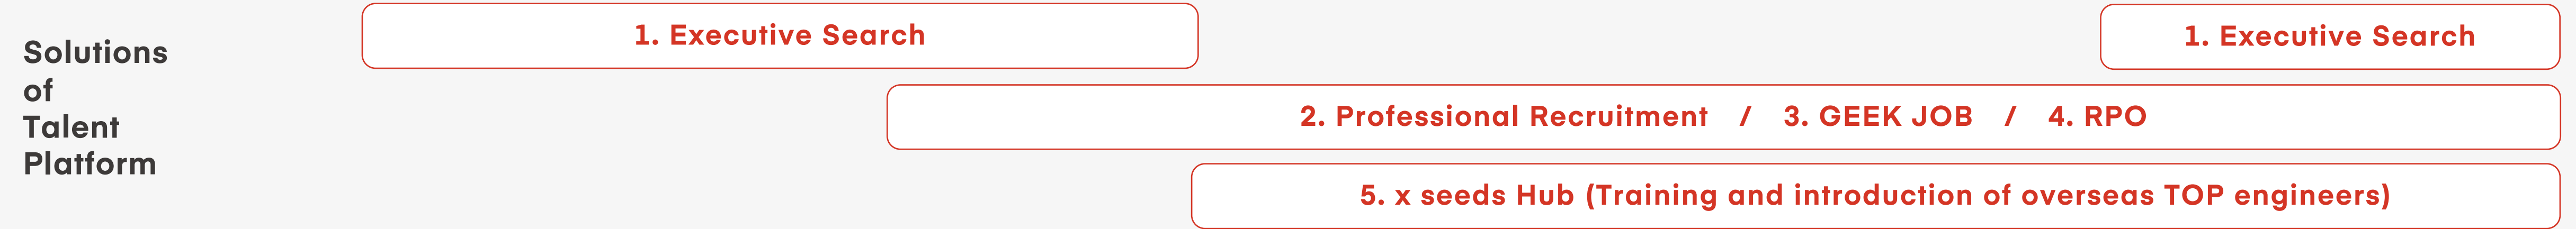 Solutions
of
Talent
Platform
1. Executive Search
1. Executive Search
2. Professional Recruitment / 3. GEEK JOB / 4. RPO
5. x seeds Hub (Training and introduction of overseas TOP engineers)